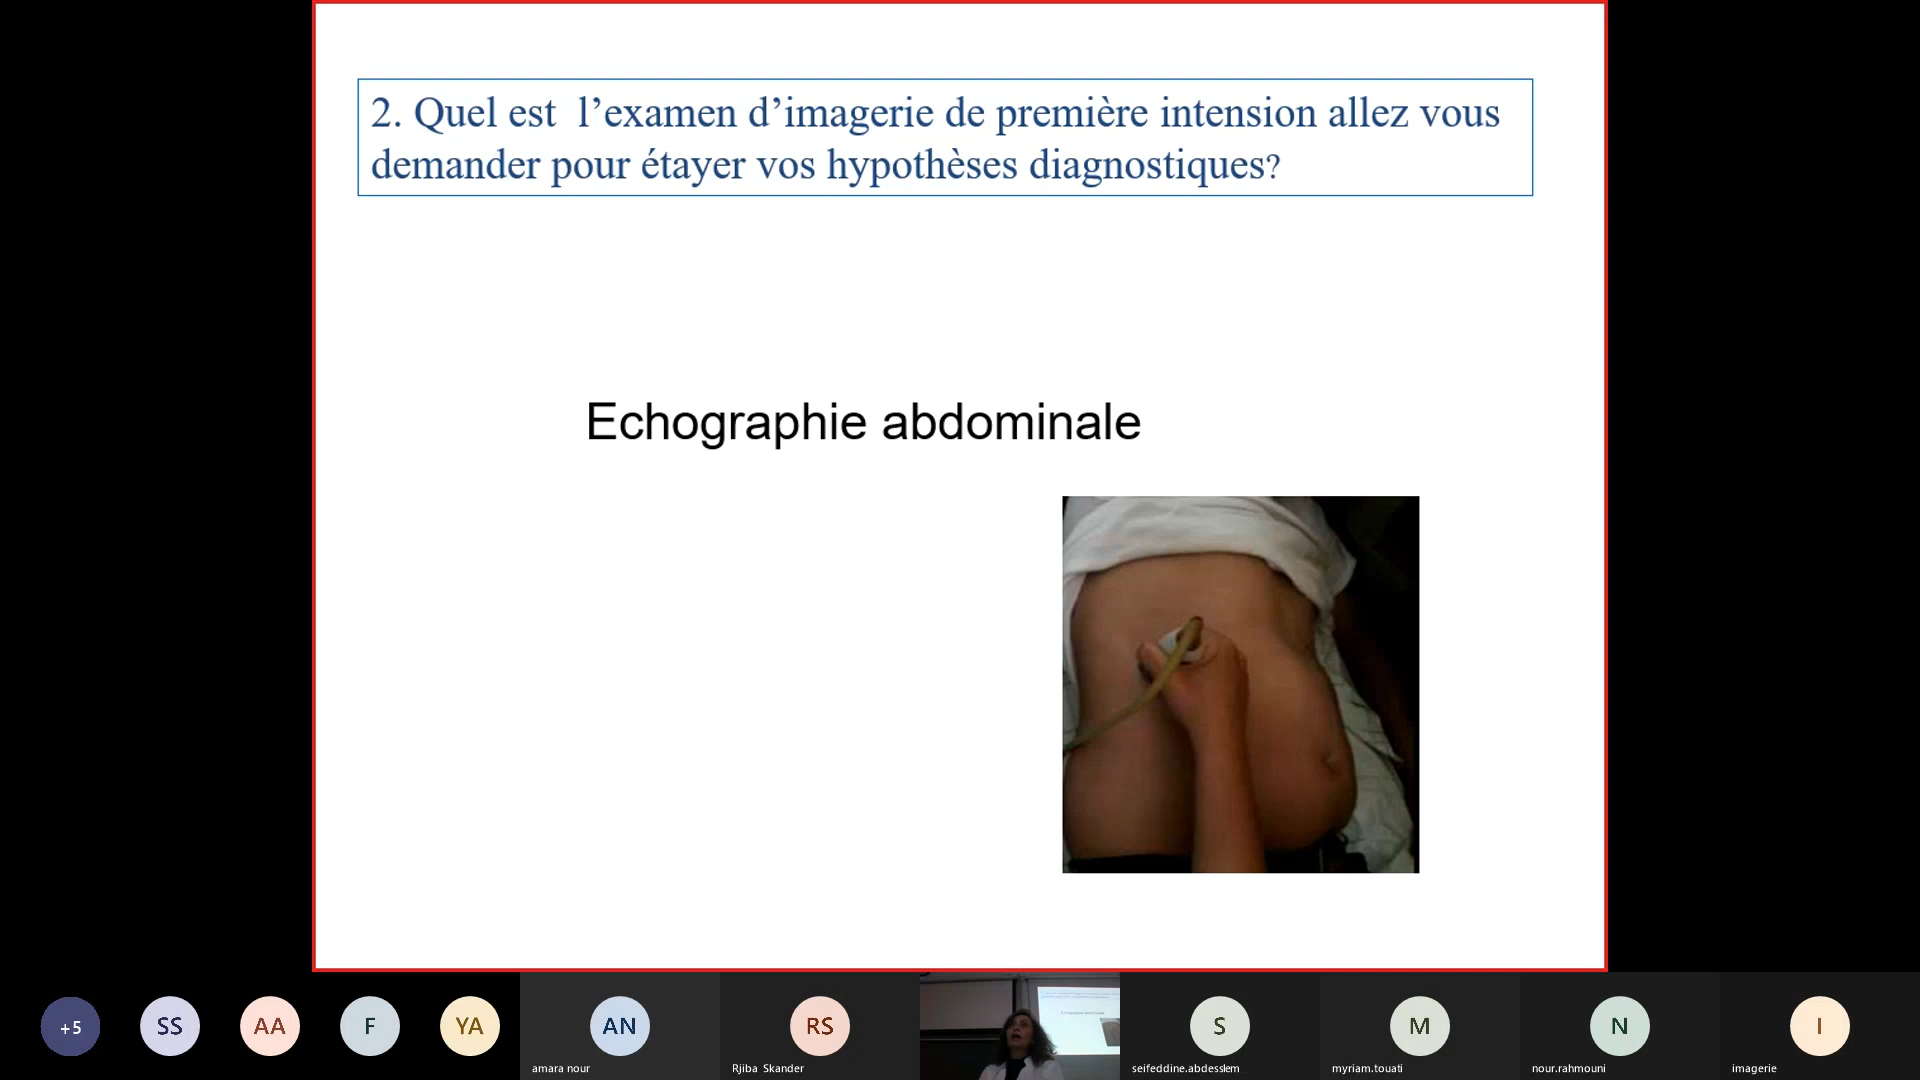 2. Quel est  l’examen d’imagerie de première intension allez vous
demander pour étayer vos hypothèses diagnostiques?
Echographie abdominale
+5
SS
AA
F
YA
AN
RS
S
M
N
I
amara nour
Rjiba Skander
seifeddine.abdesslem
myriam.touati
nour.rahmouni
imagerie